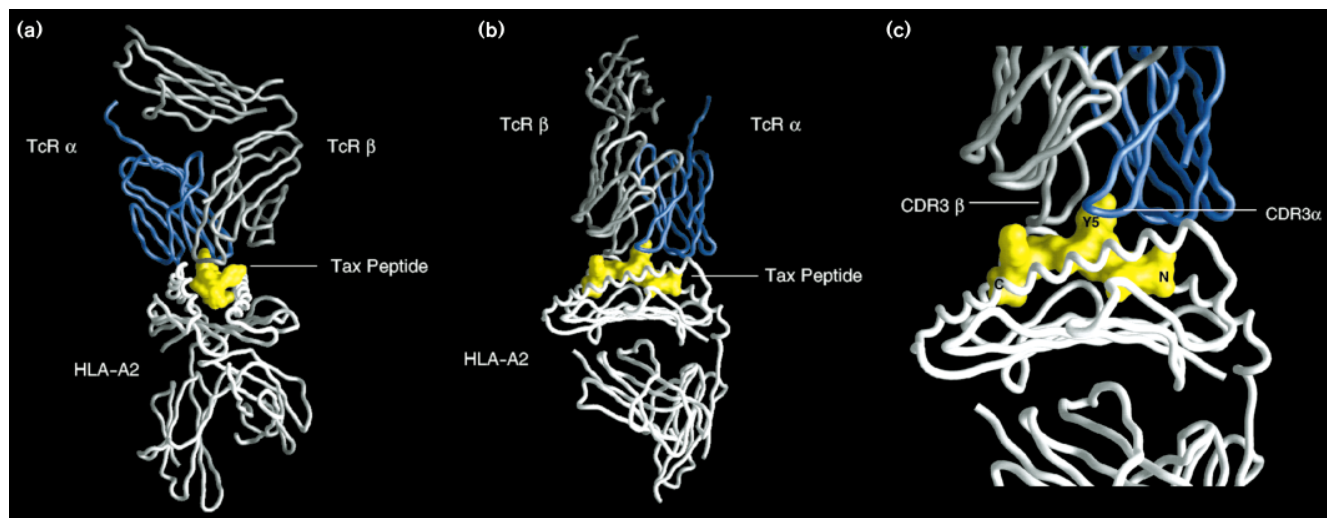 (a)
TcR α
TcR β
Tax Peptide
HLA-A2
(b)
TcR β
TcR α
Tax Peptide
HLA-A2
(c)
CDR3 β
CDR3α
Y5
C
N